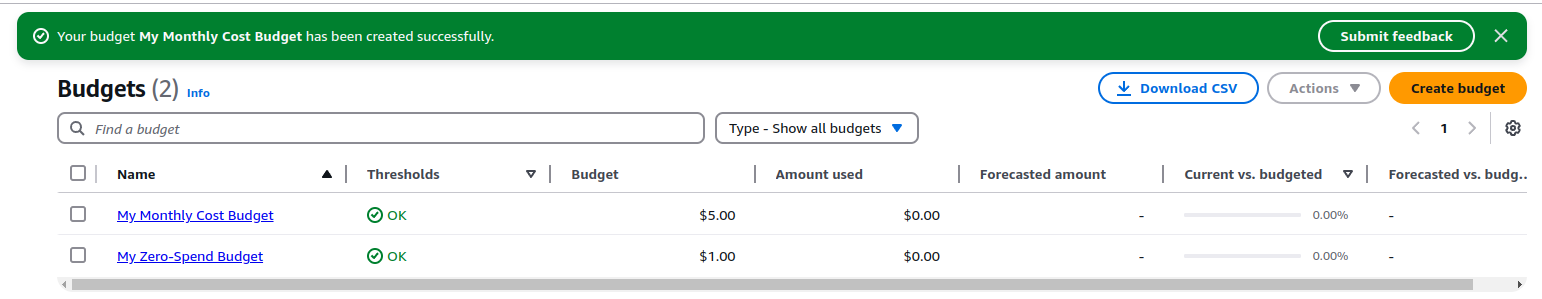 Your budget My Monthly Cost Budget has been created successfully. Submit feedback
Budgets (2) Info Download CSV Actions Create budget
Find a budget Type - Show all budgets 1
Name Thresholds Budget Amount used Forecasted amount Current vs. budgeted Forecasted vs. budg..
My Monthly Cost Budget OK $5.00 $0.00 - 0.00% -
My Zero-Spend Budget OK $1.00 $0.00 - 0.00% -